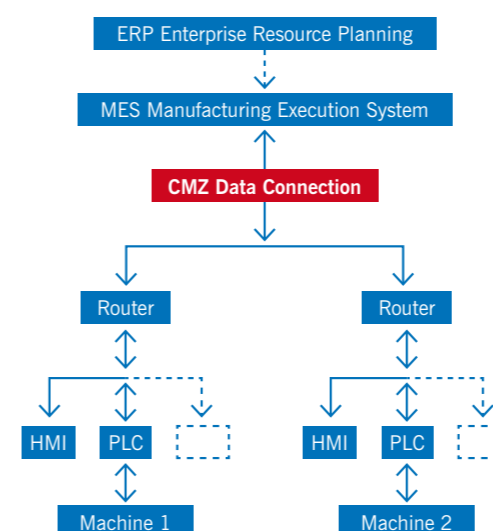 ERP Enterprise Resource Planning
MES Manufacturing Execution System
CMZ Data Connection
Router
Router
HMI
PLC
HMI
PLC
Machine 1
Machine 2